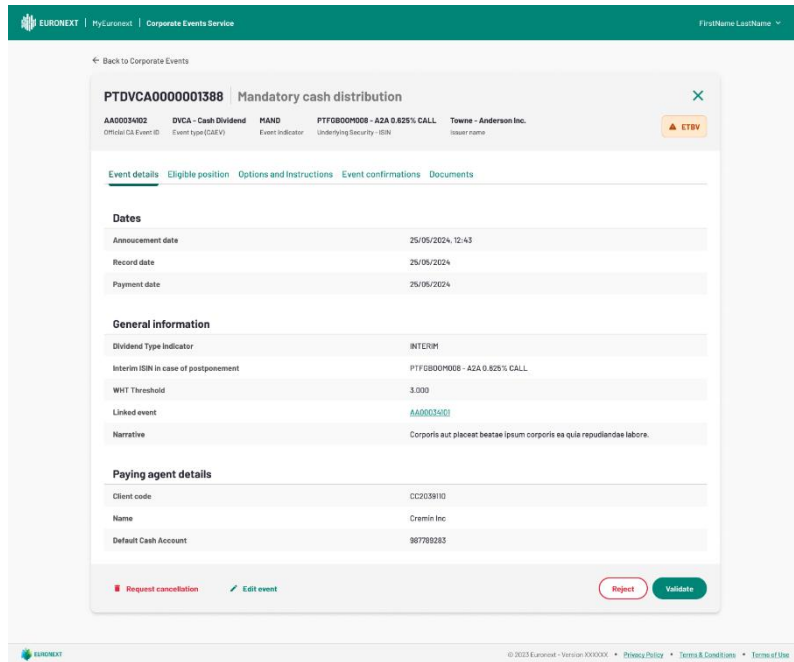 EURONEXT | MyEuronext | Corporate Events Service FirstName LastName
← Back to Corporate Events
PTDVCA0000001388 | Mandatory cash distribution
AA00034102 DVCA - Cash Dividend MAND PTFGBOOM008 - A2A 0.625% CALL Towne - Anderson Inc.
Official CA Event ID Event type (CAEV) Event indicator Underlying Security - ISIN Issuer name
ETBV
Event details Eligible position Options and Instructions Event confirmations Documents
Dates
Annoucement date 25/05/2024, 12:43
Record date 25/05/2024
Payment date 25/05/2024
General information
Dividend Type indicator INTERIM
Interim ISIN in case of postponement PTFGBOOM008 - A2A 0.625% CALL
WHT Threshold 3.000
Linked event AA00034101
Narrative Corporis aut placeat beatae ipsum corporis ea quia repudiandae labore.
Paying agent details
Client code CC2039110
Name Cremin Inc
Default Cash Account 987789283
Request cancellation Edit event Reject Validate
EURONEXT © 2023 Euronext - Version XXXXXX • Privacy Policy • Terms & Conditions • Terms of Use